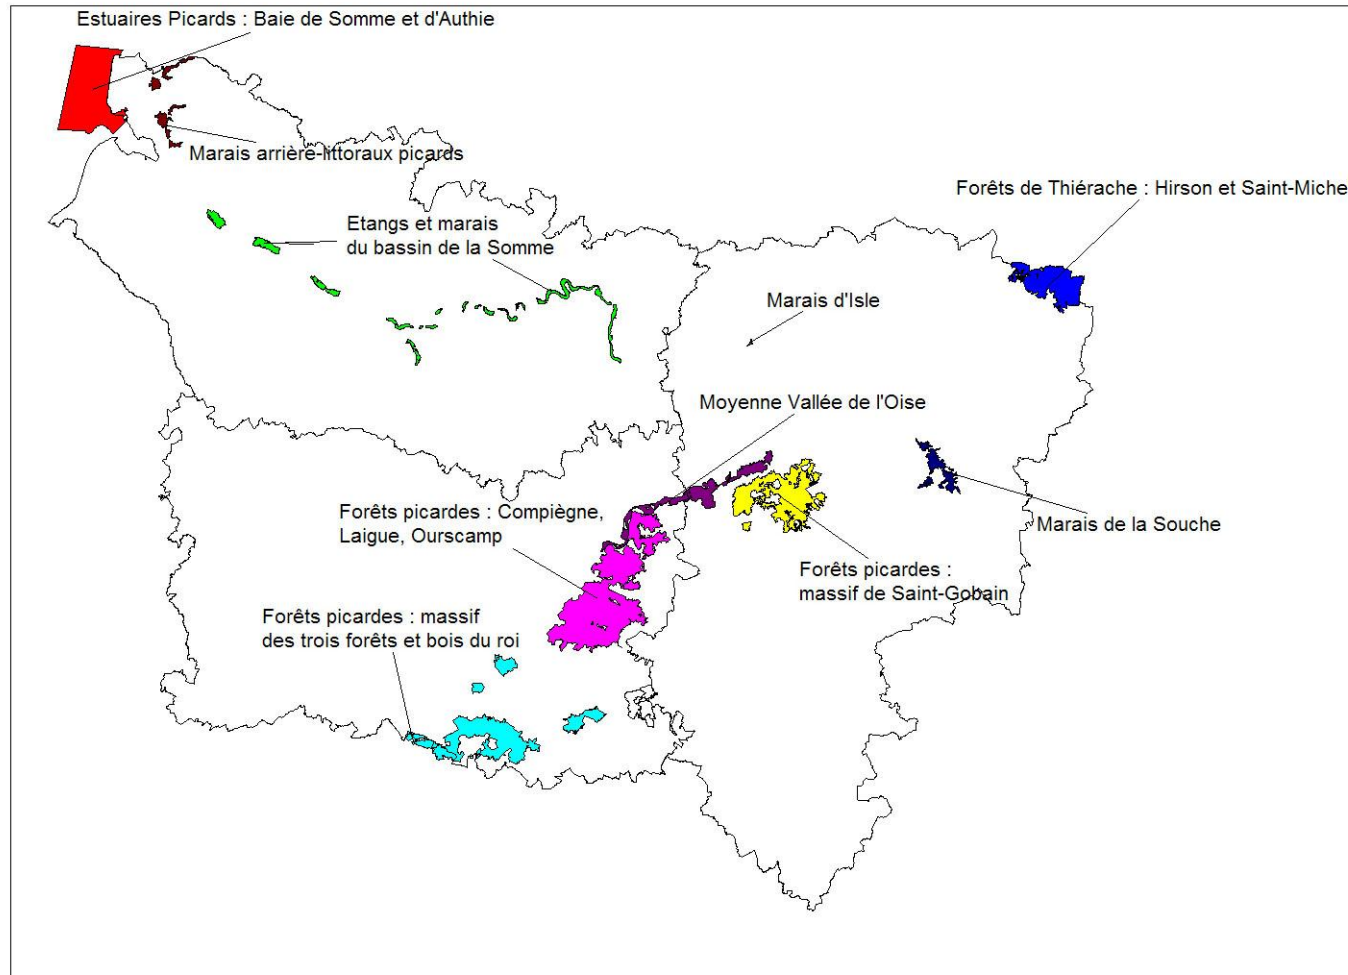 Estuaires Picards : Baie de Somme et d'Authie
Marais arrière-littoraux picards
Forêts de Thiérache : Hirson et Saint-Miche
Etangs et marais
du bassin de la Somme
Marais d'Isle
Moyenne Vallée de l'Oise
Forêts picardes : Compiègne,
Laigue, Ourscamp
Marais de la Souche
Forêts picardes :
massif de Saint-Gobain
Forêts picardes : massif
des trois forêts et bois du roi